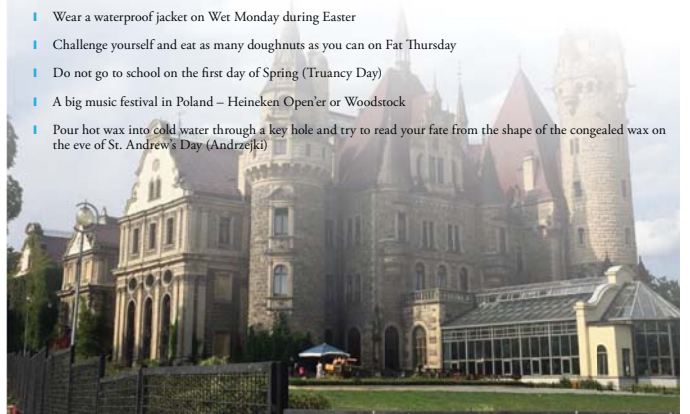 Wear a waterproof jacket on Wet Monday during Easter
Challenge yourself and eat as many doughnuts as you can on Fat Thursday
Do not go to school on the first day of Spring (Truancy Day)
A big music festival in Poland – Heineken Open'er or Woodstock
Pour hot wax into cold water through a key hole and try to read your fate from the shape of the congealed wax on
the eve of St. Andrew's Day (Andrzejki)